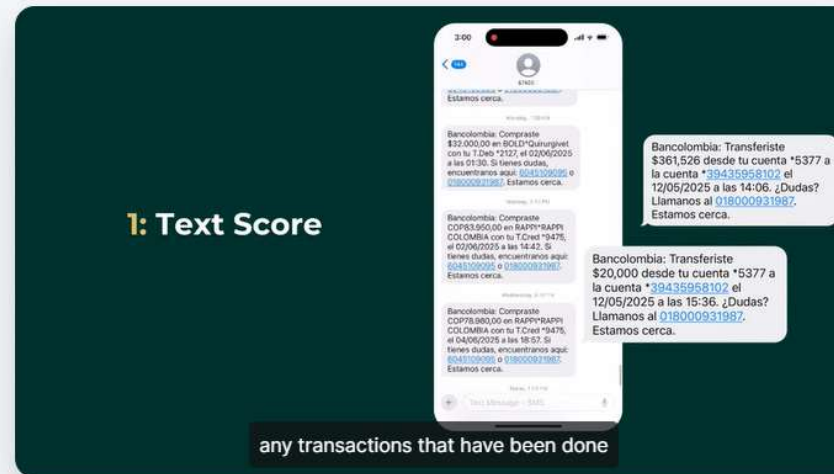 1: Text Score
3:00
Estamos cerca.
Bancolombia: Compraste
$32.000,00 en BOLD*Quirurgivet
con tu T.Deb *2127, el 02/06/2025
a las 01:30. Si tienes dudas,
encuentranos aqui: 6045109095 o
018000931987. Estamos cerca.
Bancolombia: Compraste
COP83.950,00 en RAPPI*RAPPI
COLOMBIA con tu T.Cred *9475,
el 02/06/2025 a las 14:42. Si
tienes dudas, encuentranos aqui:
6045109095 o 018000931987.
Estamos cerca.
Bancolombia: Compraste
COP78.980,00 en RAPPI*RAPPI
COLOMBIA con tu T.Cred *9475,
el 04/06/2025 a las 18:57. Si
tienes dudas, encuentranos aqui:
6045109095 o 018000931987.
Estamos cerca.
Text Message - SMS
Bancolombia: Transferiste
$361,526 desde tu cuenta *5377 a
la cuenta *39435958102 el
12/05/2025 a las 14:06. ¿Dudas?
Llamanos al 018000931987.
Estamos cerca.
Bancolombia: Transferiste
$20,000 desde tu cuenta *5377 a
la cuenta *39435958102 el
12/05/2025 a las 15:36. ¿Dudas?
Llamanos al 018000931987.
Estamos cerca.
any transactions that have been done